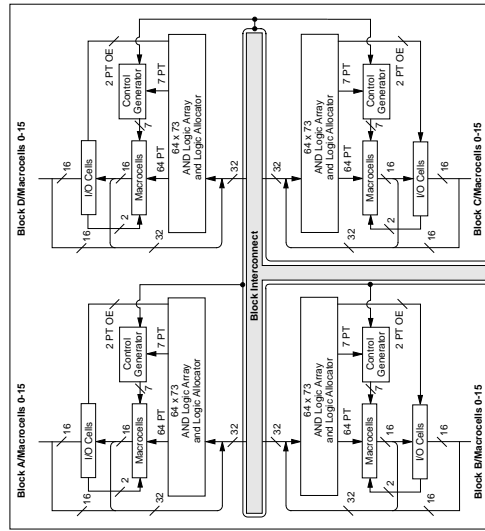 Block D/Macrocells 0-15
16
I/O Cells
16
16
2
Macrocells
32
2 PT OE
Control
Generator
7
64 PT
7 PT
64 x 73
AND Logic Array
and Logic Allocator
32
Block Interconnect
32
64 x 73
AND Logic Array
and Logic Allocator
7 PT
64 PT
Control
Generator
7
2 PT OE
Macrocells
32
16
2
I/O Cells
16
16
Block C/Macrocells 0-15
Block A/Macrocells 0-15
16
I/O Cells
16
16
2
Macrocells
32
2 PT OE
Control
Generator
7
64 PT
7 PT
64 x 73
AND Logic Array
and Logic Allocator
32
32
64 x 73
AND Logic Array
and Logic Allocator
7 PT
64 PT
Control
Generator
7
2 PT OE
Macrocells
32
16
2
I/O Cells
16
16
Block B/Macrocells 0-15